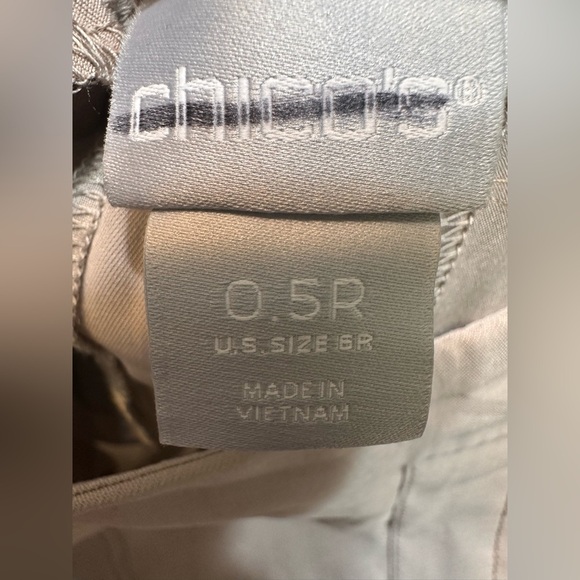 chico's®
0.5R
U.S. SIZE 6R
MADE IN
VIETNAM